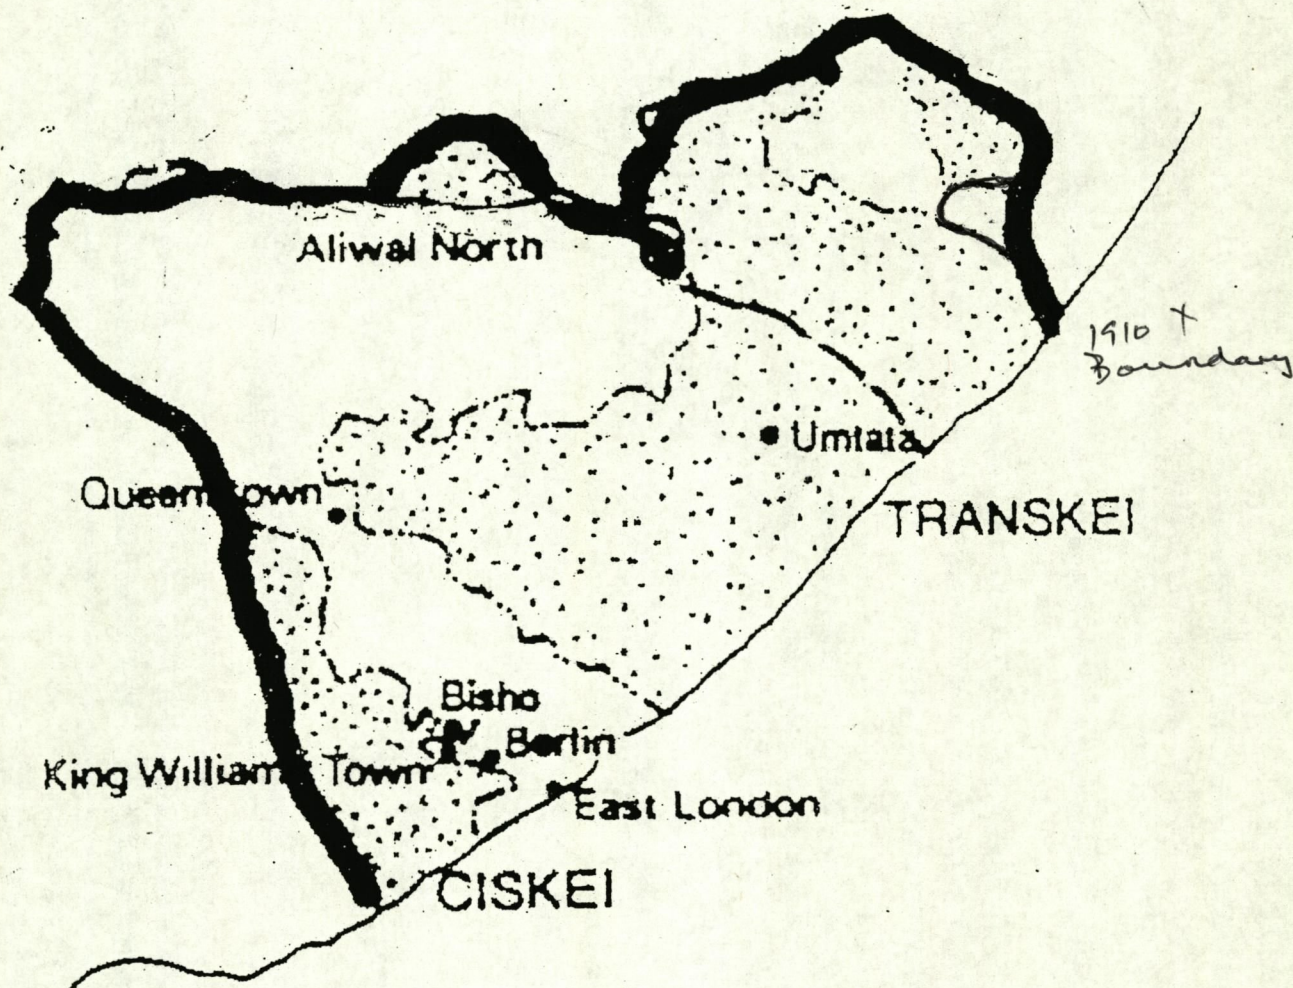 Aliwal North
1910 X
Boundary
Umtata
Queenstown
TRANSKEI
Bisho
Berlin
King William Town
East London
CISKEI